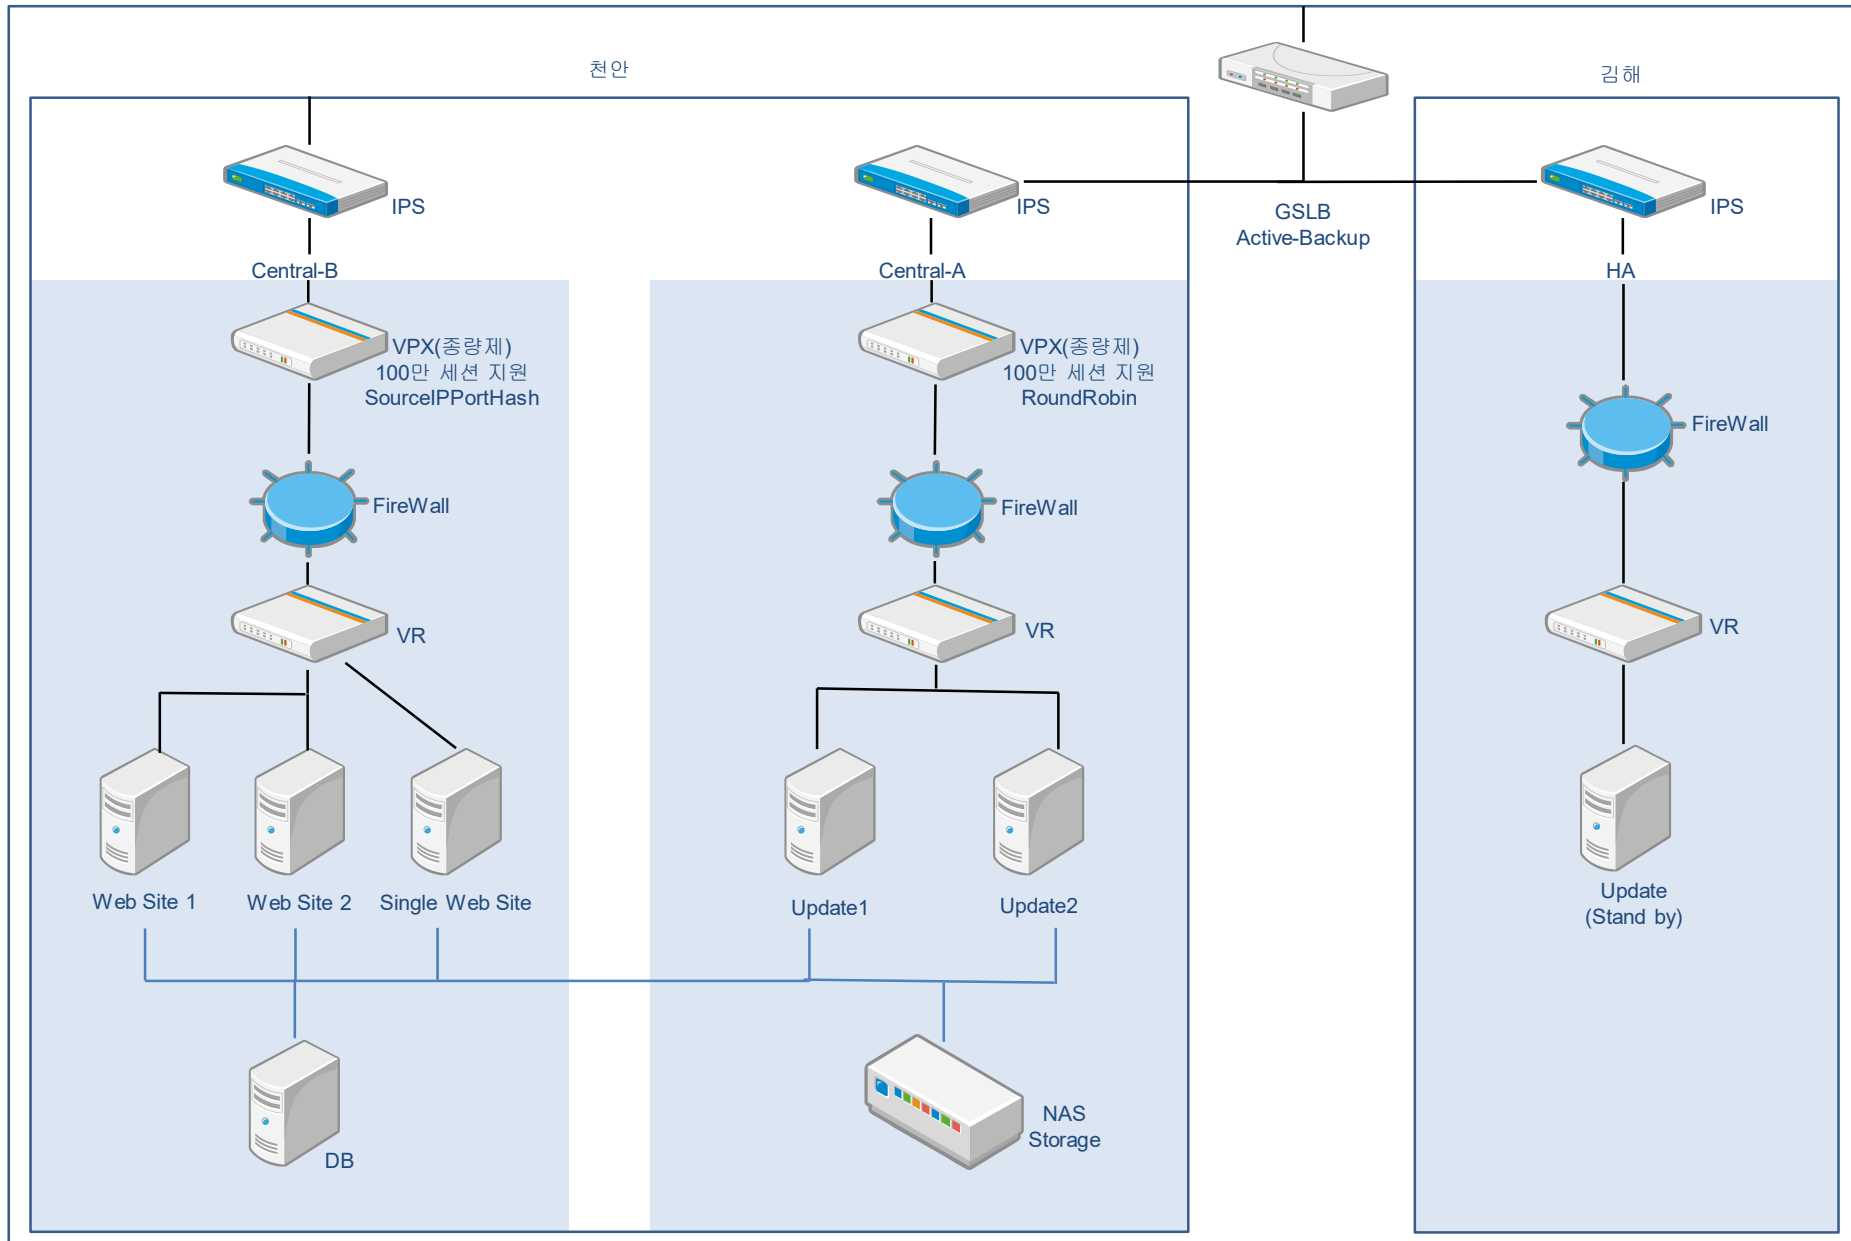 천안
김해
IPS
IPS
IPS
GSLB
Active-Backup
Central-B
Central-A
HA
VPX(종량제)
100만 세션 지원
SourceIPPortHash
VPX(종량제)
100만 세션 지원
RoundRobin
FireWall
FireWall
FireWall
VR
VR
VR
Web Site 1
Web Site 2
Single Web Site
Update1
Update2
Update
(Stand by)
DB
NAS
Storage